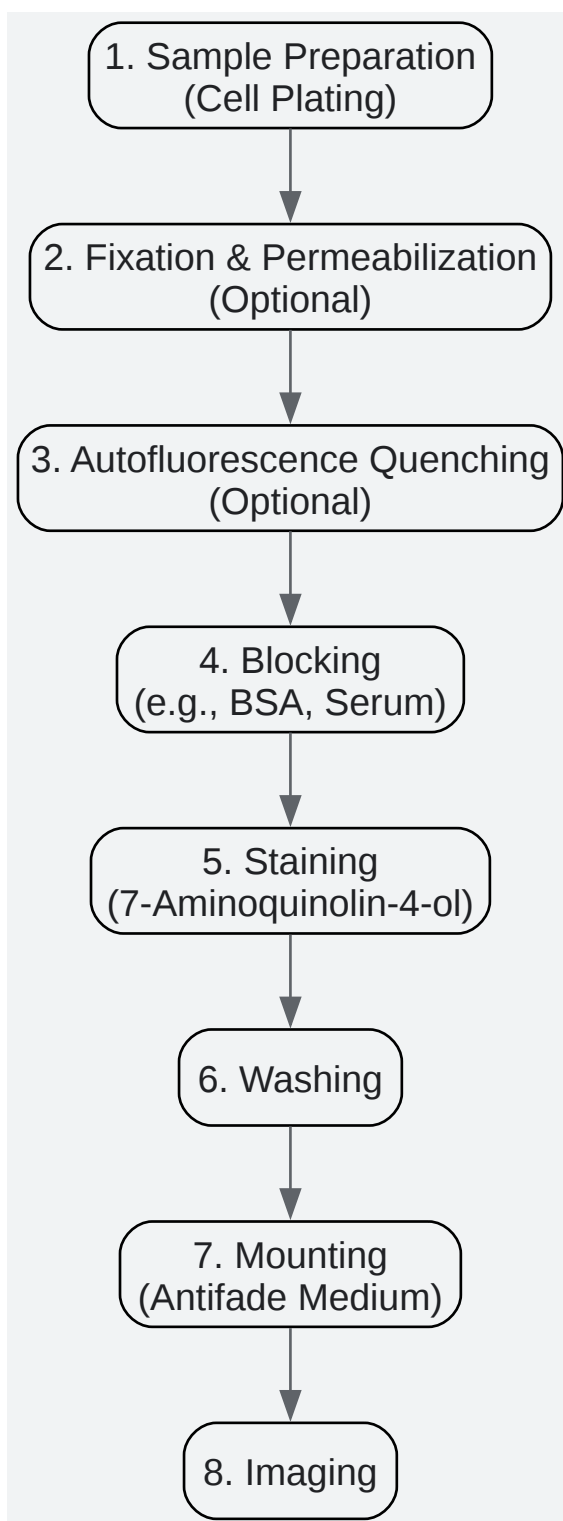 1. Sample Preparation
(Cell Plating)
2. Fixation & Permeabilization
(Optional)
3. Autofluorescence Quenching
(Optional)
4. Blocking
(e.g., BSA, Serum)
5. Staining
(7-Aminoquinolin-4-ol)
6. Washing
7. Mounting
(Antifade Medium)
8. Imaging